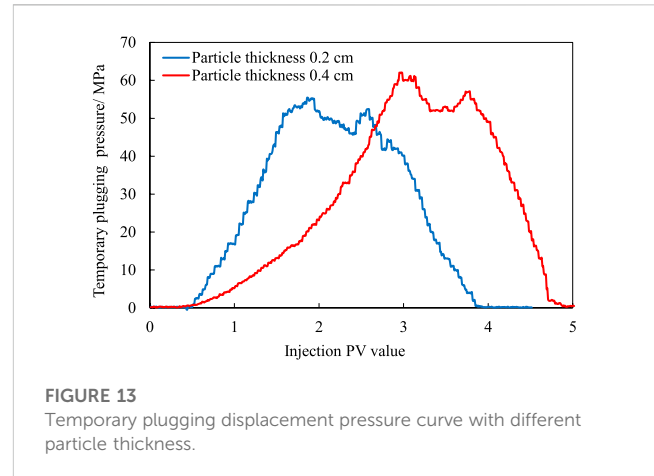 70
60
50
40
30
20
10
0
Temporary plugging pressure/ MPa
Particle thickness 0.2 cm
Particle thickness 0.4 cm
0 1 2 3 4 5
Injection PV value
FIGURE 13
Temporary plugging displacement pressure curve with different
particle thickness.